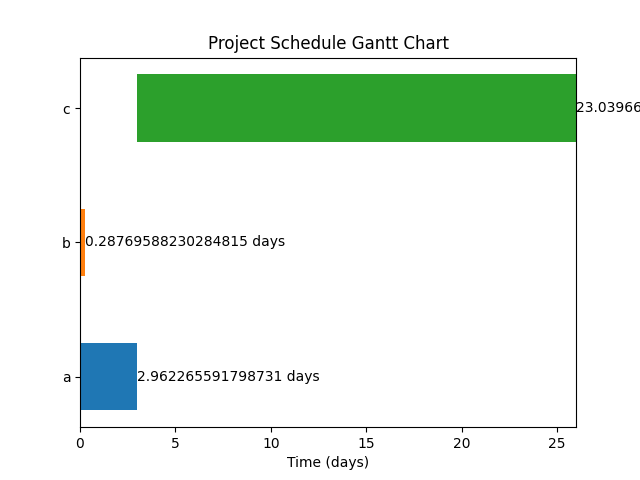 Project Schedule Gantt Chart
c
23.03966
b
0.28769588230284815 days
a
2.962265591798731 days
0 5 10 15 20 25
Time (days)